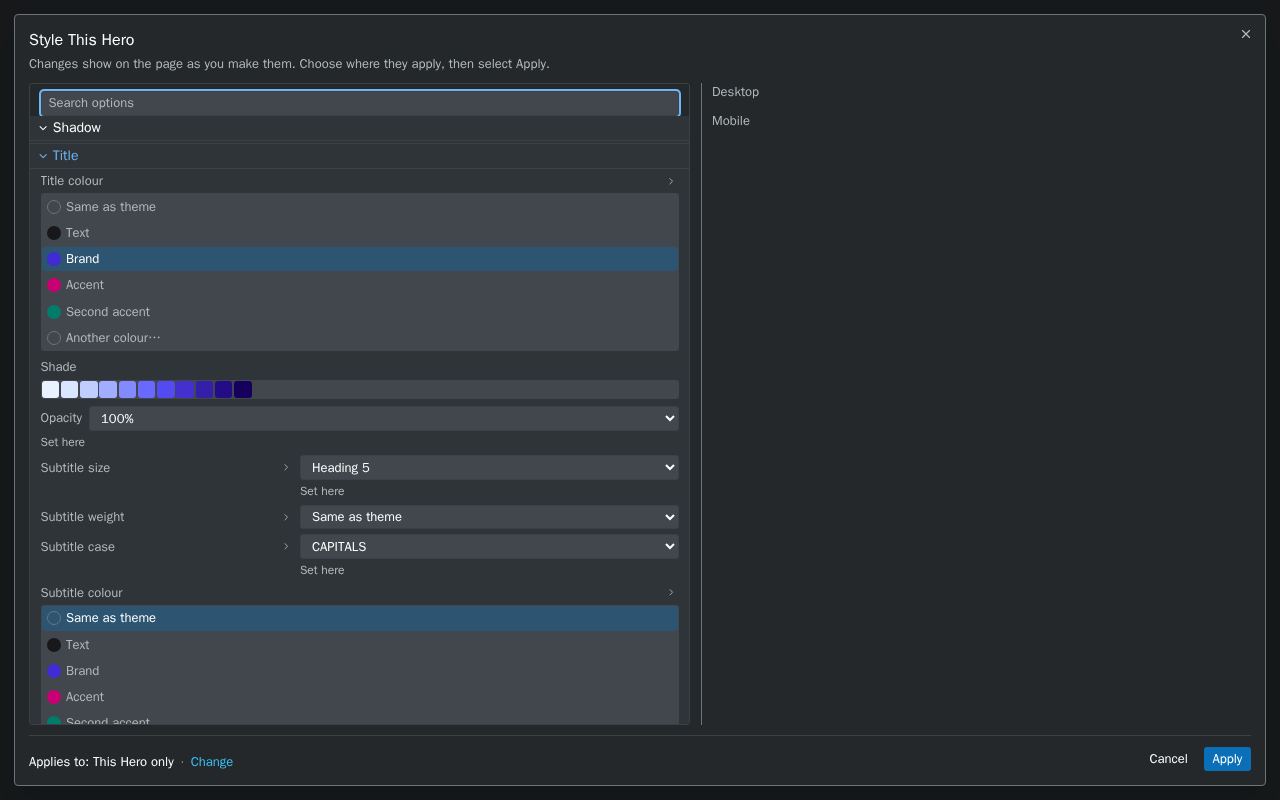 Style This Hero
Changes show on the page as you make them. Choose where they apply, then select Apply.
Search options
Shadow
Title
Title colour
Same as theme
Text
Brand
Accent
Second accent
Another colour…
Shade
Opacity 100%
Set here
Subtitle size Heading 5
Set here
Subtitle weight Same as theme
Subtitle case CAPITALS
Set here
Subtitle colour
Same as theme
Text
Brand
Accent
Second accent
Desktop
Mobile
Applies to: This Hero only · Change
Cancel Apply